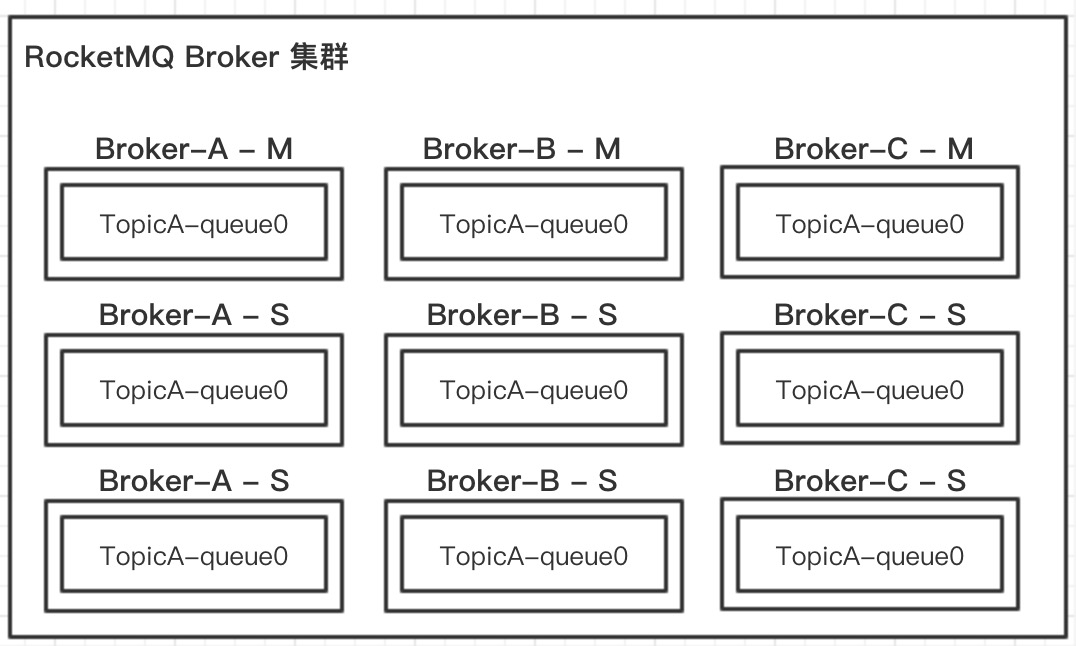 RocketMQ Broker 集群
Broker–A – M
Broker–B – M
Broker–C – M
TopicA–queue0
TopicA–queue0
TopicA–queue0
Broker–A – S
Broker–B – S
Broker–C – S
TopicA–queue0
TopicA–queue0
TopicA–queue0
Broker–A – S
Broker–B – S
Broker–C – S
TopicA–queue0
TopicA–queue0
TopicA–queue0